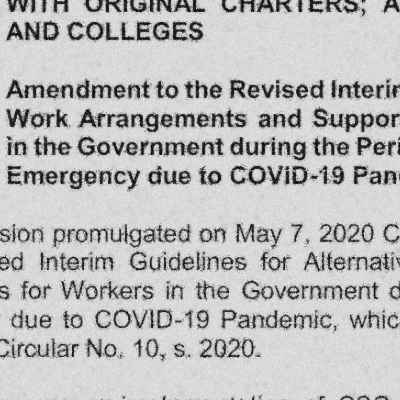 WITH ORIGINAL CHARTERS; A
AND COLLEGES
Amendment to the Revised Interi
Work Arrangements and Suppor
in the Government during the Peri
Emergency due to COVID-19 Pan
sion promulgated on May 7, 2020 C
ed Interim Guidelines for Alternativ
s for Workers in the Government d
due to COVID-19 Pandemic, whic
Circular No. 10, s. 2020.